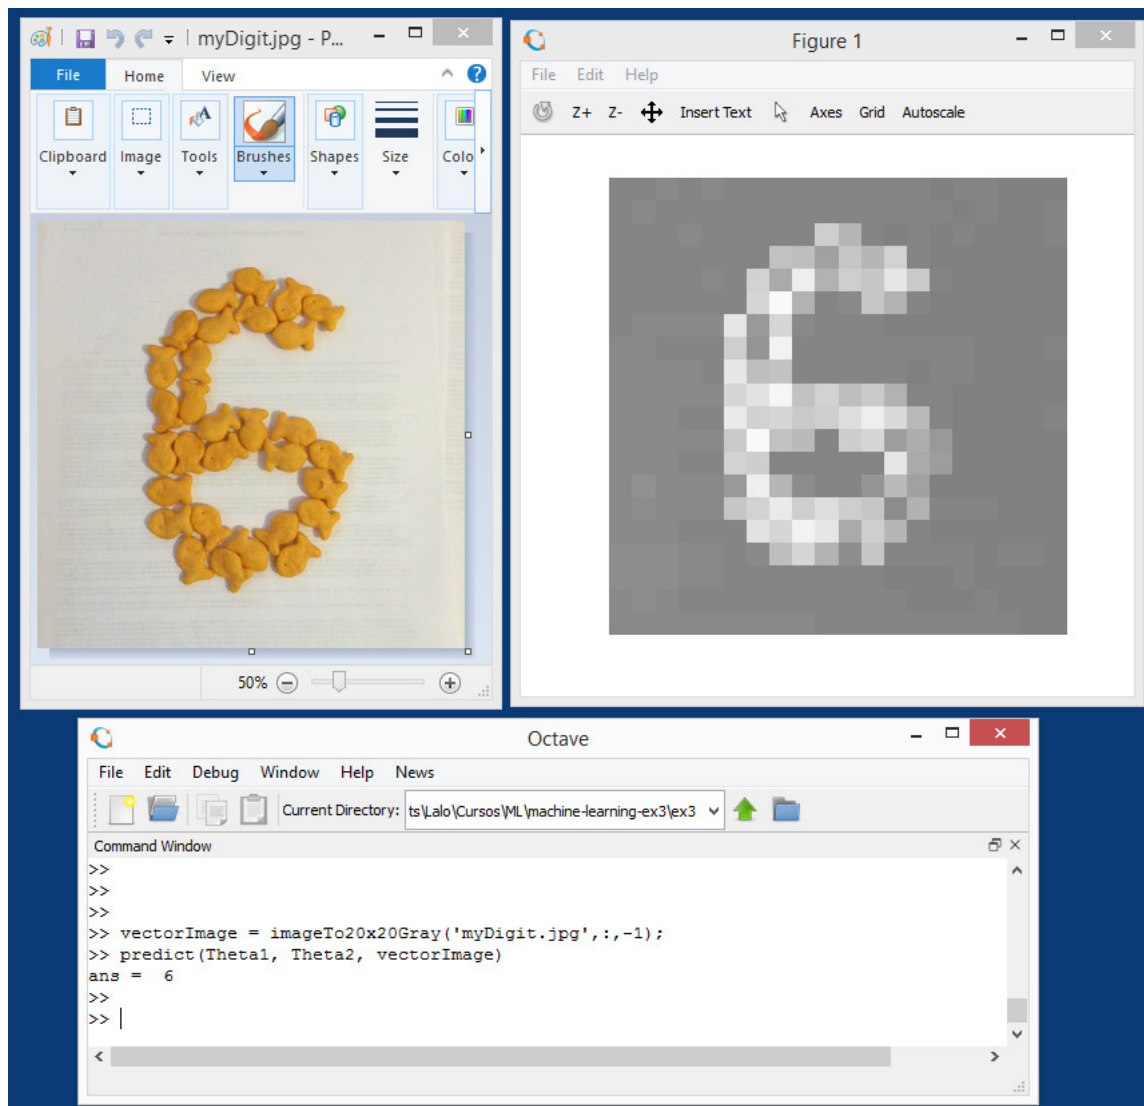 myDigit.jpg - P...
File Home View
Clipboard Image Tools Brushes Shapes Size Colo
50%
Figure 1
File Edit Help
Z+ Z- Insert Text Axes Grid Autoscale
6
Octave
File Edit Debug Window Help News
Current Directory: ts\Lalo\Cursos\ML\machine-learning-ex3\ex3
Command Window
>>
>>
>>
>> vectorImage = imageTo20x20Gray('myDigit.jpg',:,-1);
>> predict(Theta1, Theta2, vectorImage)
ans = 6
>>
>>